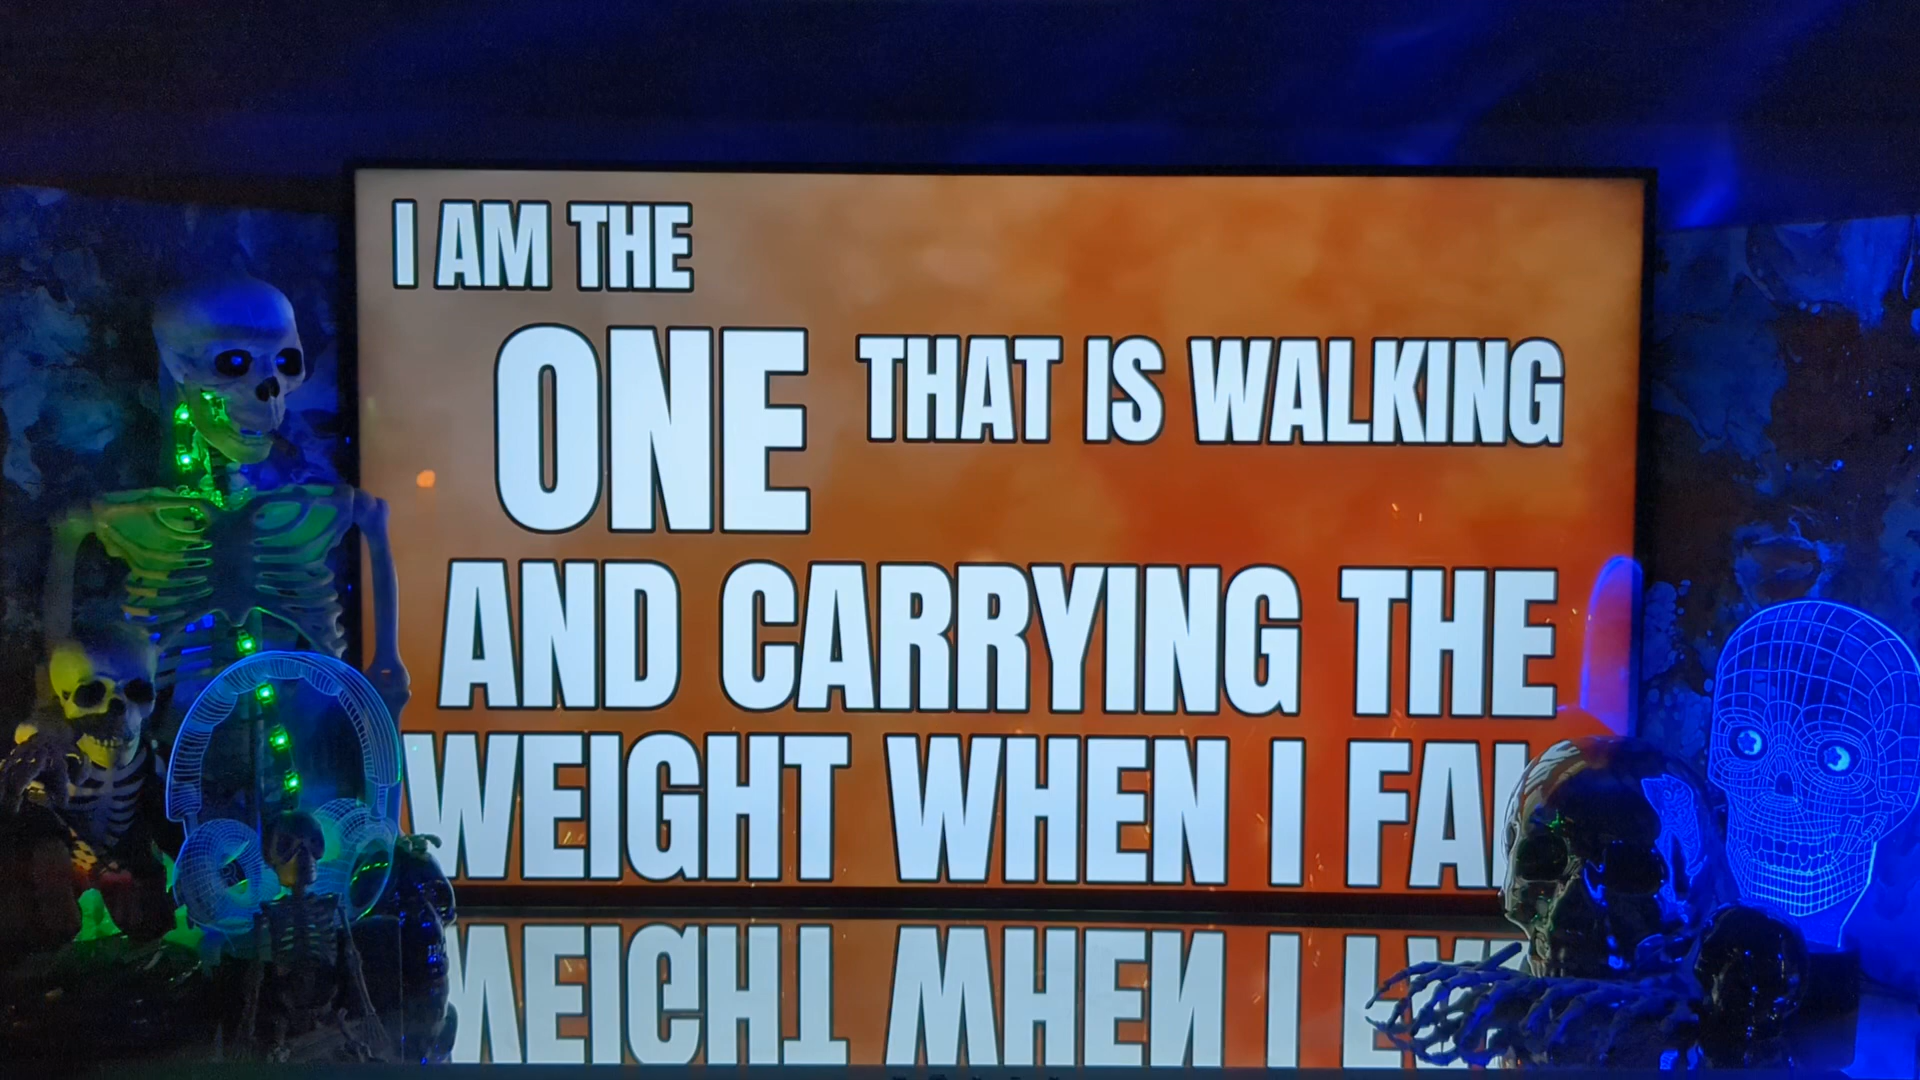 I AM THE
ONE THAT IS WALKING
AND CARRYING THE
WEIGHT WHEN I